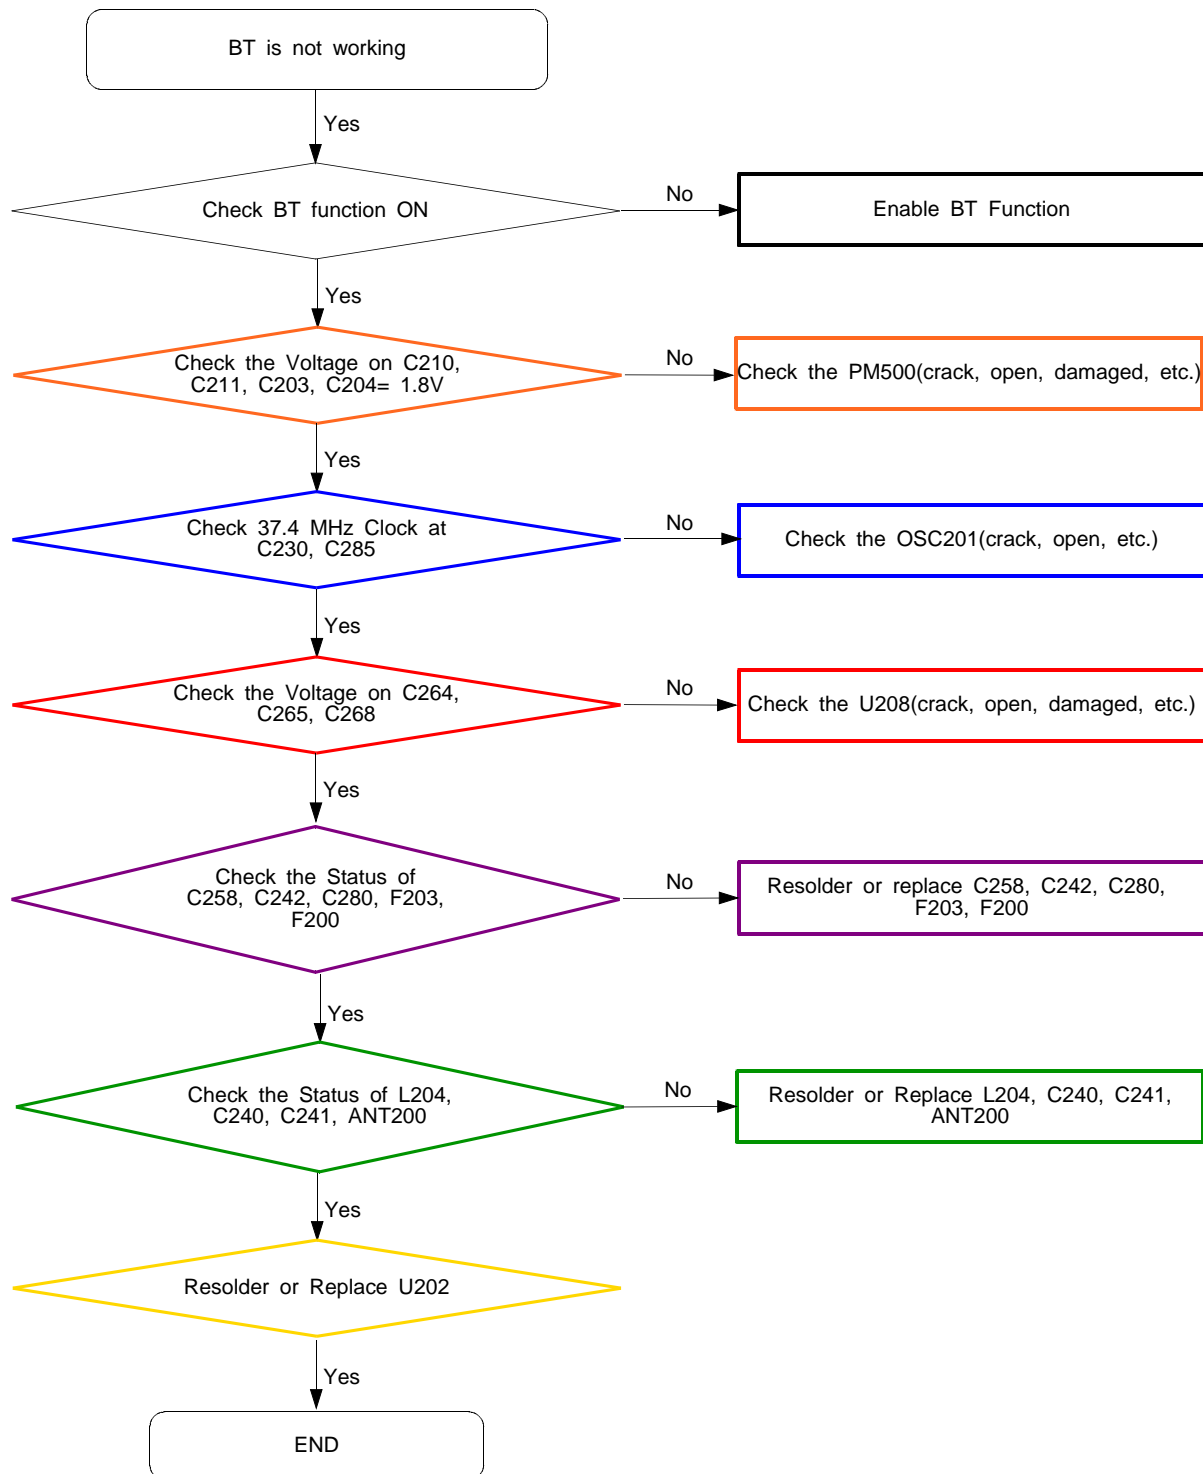 BT is not working
Yes
Check BT function ON
No
Enable BT Function
Yes
Check the Voltage on C210,
C211, C203, C204= 1.8V
No
Check the PM500(crack, open, damaged, etc.)
Yes
Check 37.4 MHz Clock at
C230, C285
No
Check the OSC201(crack, open, etc.)
Yes
Check the Voltage on C264,
C265, C268
No
Check the U208(crack, open, damaged, etc.)
Yes
Check the Status of
C258, C242, C280, F203,
F200
No
Resolder or replace C258, C242, C280,
F203, F200
Yes
Check the Status of L204,
C240, C241, ANT200
No
Resolder or Replace L204, C240, C241,
ANT200
Yes
Resolder or Replace U202
Yes
END